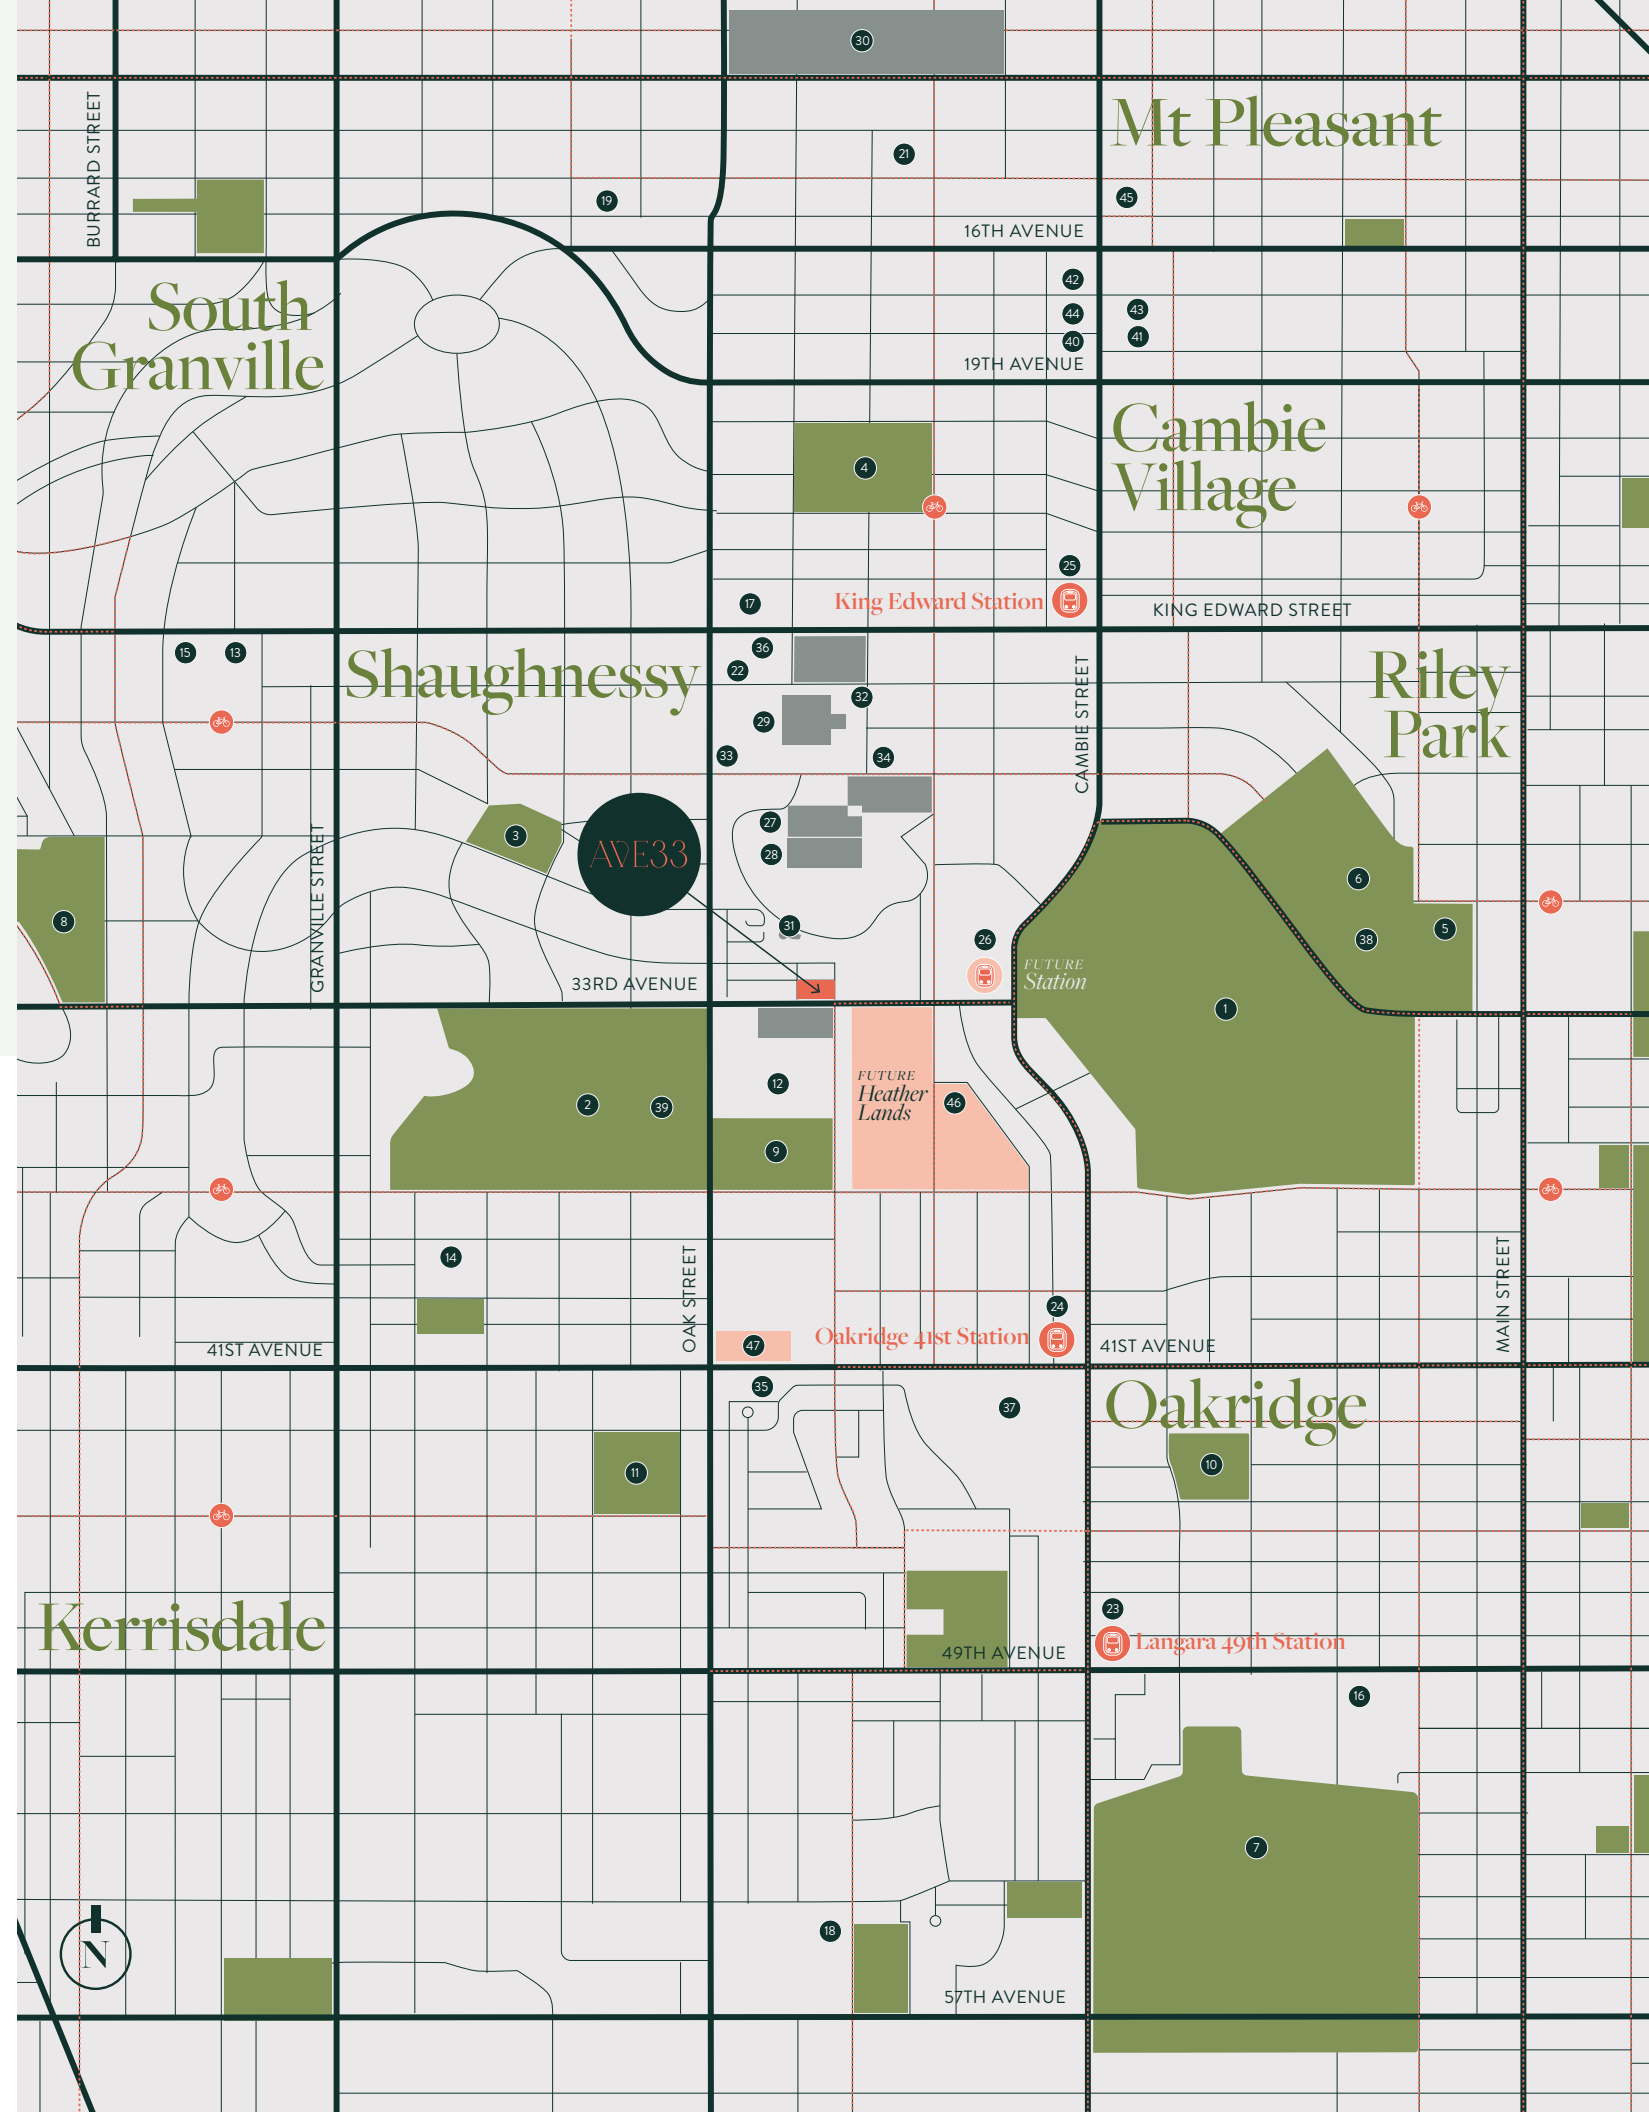 30
BURRARD STREET
Mt Pleasant
21
19
45
16TH AVENUE
South
Granville
42
44
40
43
41
19TH AVENUE
Cambie
Village
4
25
King Edward Station
17
KING EDWARD STREET
15
13
Shaughnessy
36
22
32
29
33
34
CAMBIE STREET
Riley
Park
3
AVE33
27
28
GRANVILLE STREET
8
31
26
FUTURE
Station
6
5
38
1
33RD AVENUE
2
39
12
9
FUTURE
Heather
Lands
46
14
OAK STREET
24
Oakridge 41st Station
47
41ST AVENUE
41ST AVENUE
MAIN STREET
35
37
Oakridge
11
10
Kerrisdale
49TH AVENUE
23
Langara 49th Station
16
7
18
N
57TH AVENUE